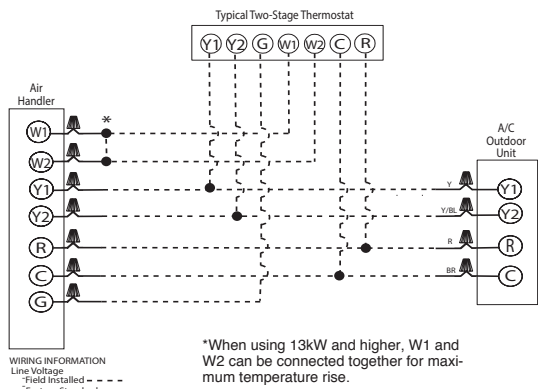 Typical Two-Stage Thermostat
Y1 Y2 G W1 W2 C R
Air
Handler
A/C
Outdoor
Unit
*
W1
W2
Y1 Y Y1
Y2 Y/BL Y2
R R R
C BR C
G
WIRING INFORMATION
Line Voltage
-Field Installed
*When using 13kW and higher, W1 and
W2 can be connected together for maxi-
mum temperature rise.